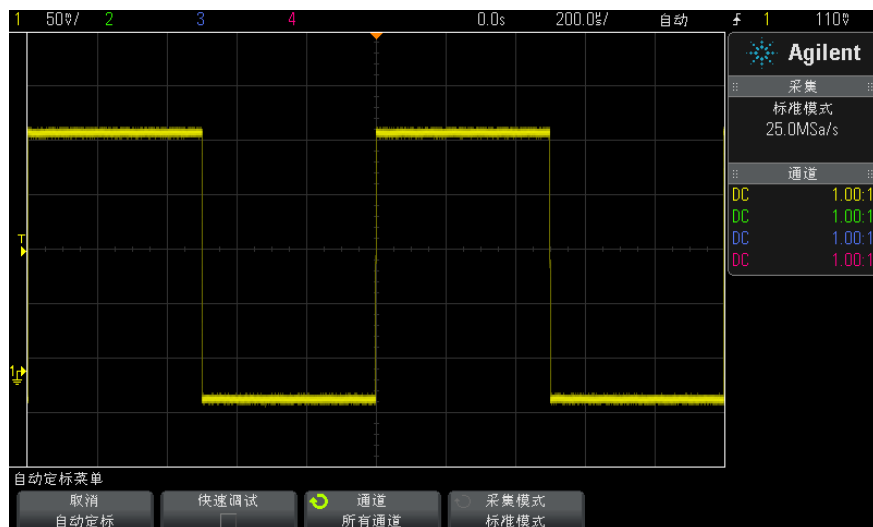 1 50mV/ 2 3 4 0.0s 200.0us/ 自动 1 110mV
Agilent
采集
标准模式
25.0MSa/s
通道
DC 1.00:1
DC 1.00:1
DC 1.00:1
DC 1.00:1
T
1
自动定标菜单
取消 快速调试 通道 采集模式
自动定标 所有通道 标准模式